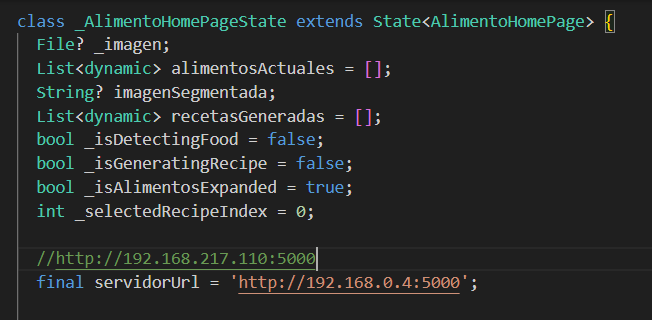 class _AlimentoHomePageState extends State<AlimentoHomePage> {
File? _imagen;
List<dynamic> alimentosActuales = [];
String? imagenSegmentada;
List<dynamic> recetasGeneradas = [];
bool _isDetectingFood = false;
bool _isGeneratingRecipe = false;
bool _isAlimentosExpanded = true;
int _selectedRecipeIndex = 0;
//http://192.168.217.110:5000
final servidorUrl = 'http://192.168.0.4:5000';